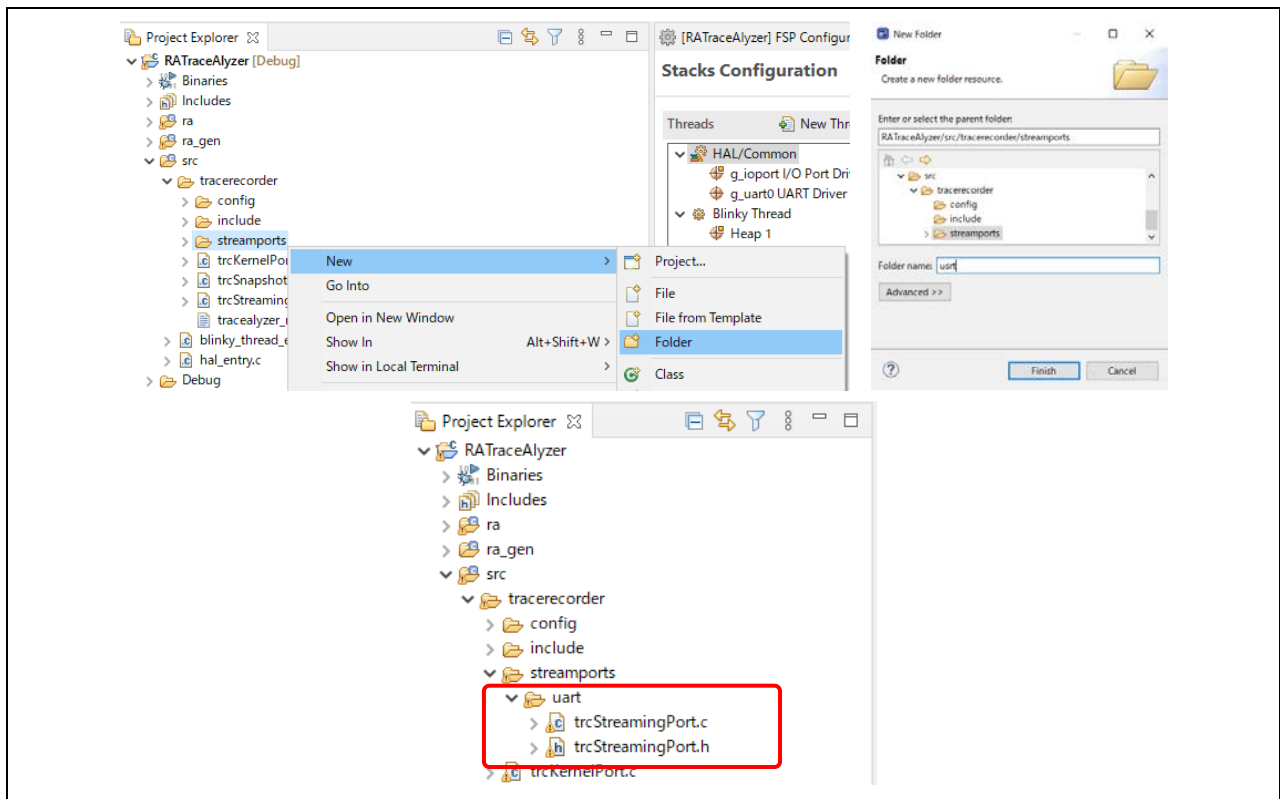 Project Explorer
RATraceAlyzer [Debug]
Binaries
Includes
ra
ra_gen
src
tracerecorder
config
include
streamports
trcKernelPo
trcSnapshot
trcStreaming
tracealyzer_
blinky_thread_e
hal_entry.c
Debug
New
Go Into
Open in New Window
Show In Alt+Shift+W >
Show in Local Terminal
[RATraceAlyzer] FSP Configur
Stacks Configuration
Threads New Thr
HAL/Common
g_ioport I/O Port Dri
g_uart0 UART Driver
Blinky Thread
Heap 1
Project...
File
File from Template
Folder
Class
New Folder
Folder
Create a new folder resource.
Enter or select the parent folder:
RATraceAlyzer/src/tracerecorder/streamports
src
tracerecorder
config
include
streamports
Folder name: usrt
Advanced >>
Finish Cancel
Project Explorer
RATraceAlyzer
Binaries
Includes
ra
ra_gen
src
tracerecorder
config
include
streamports
uart
trcStreamingPort.c
trcStreamingPort.h
trcKernelPort.c